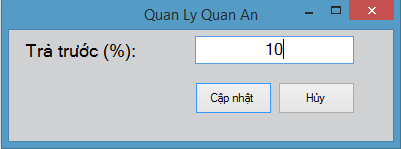 Quan Ly Quan An
Trả trước (%): 10
Cập nhật Hủy